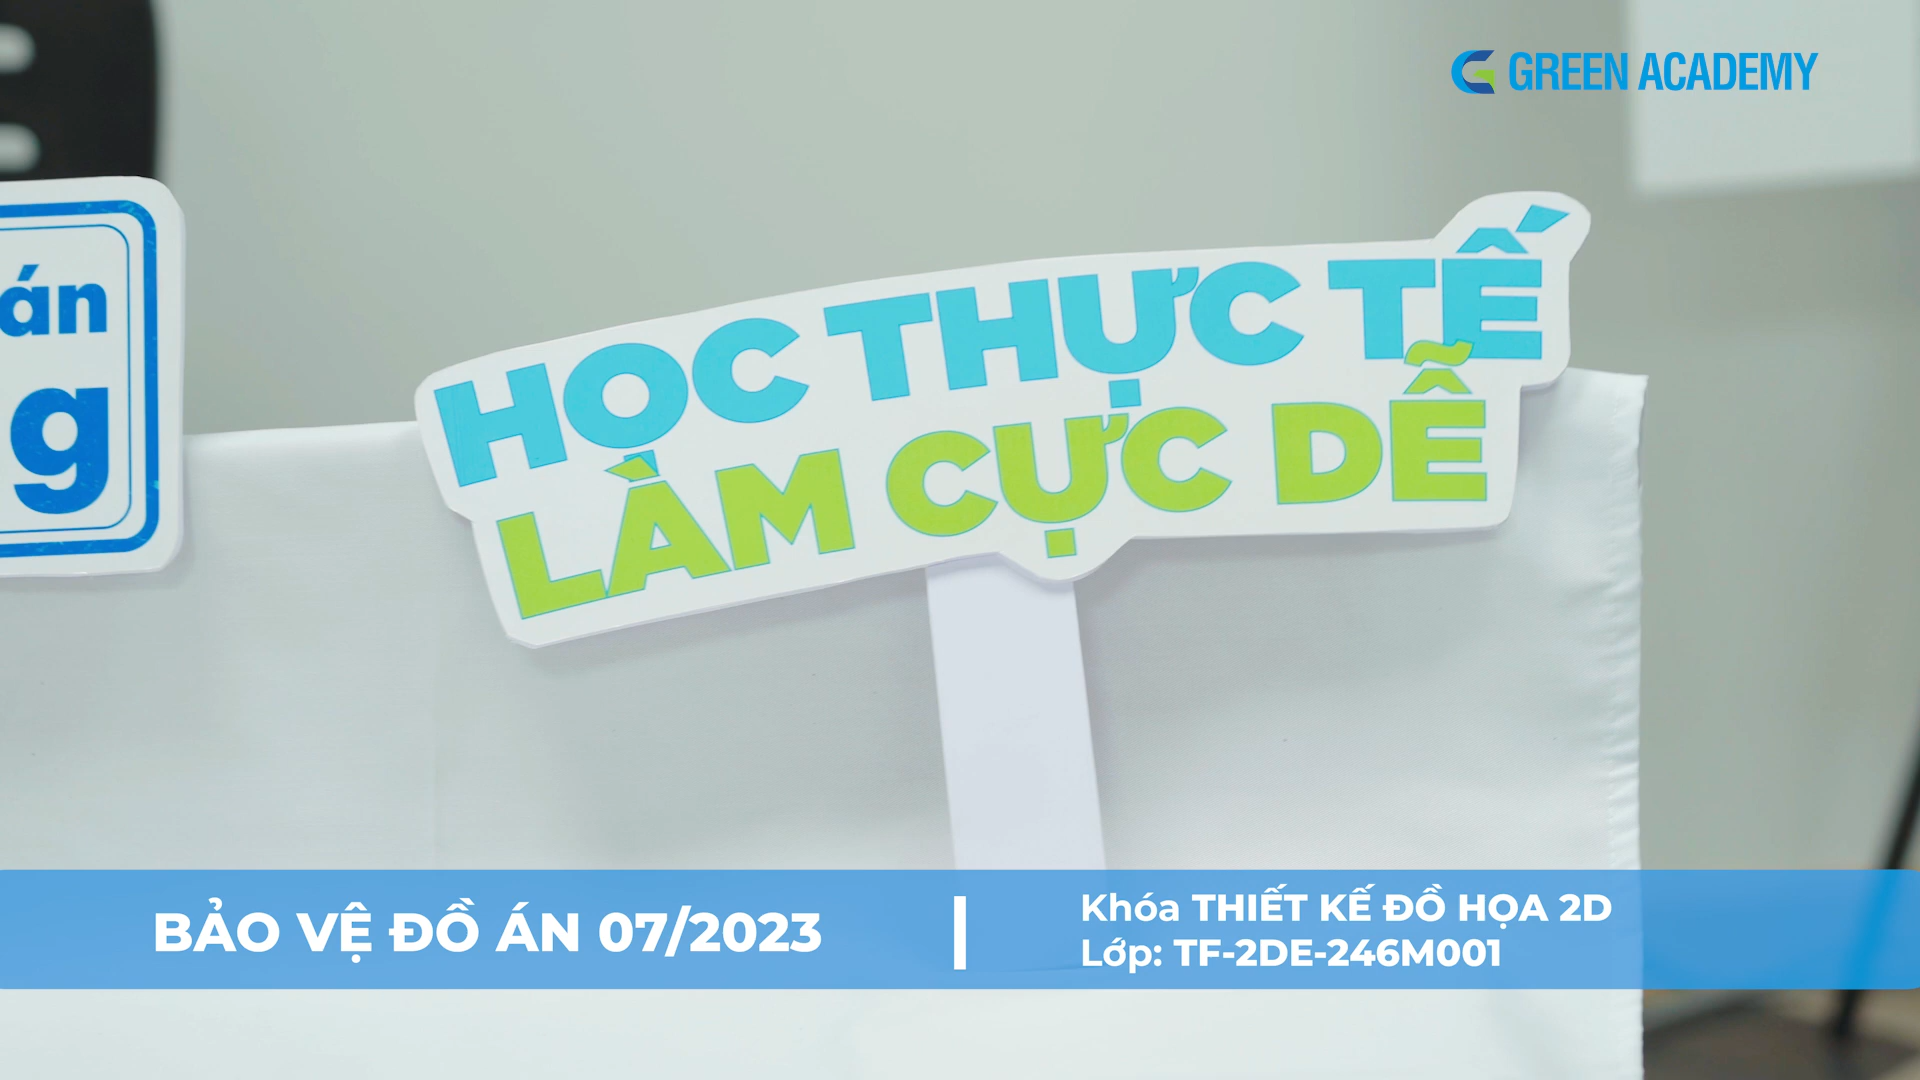 GREEN ACADEMY
án
g
HỌC THỰC TẾ
LÀM CỰC DỄ
BẢO VỆ ĐỒ ÁN 07/2023
Khóa THIẾT KẾ ĐỒ HỌA 2D
Lớp: TF-2DE-246M001